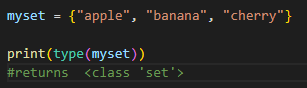 myset = {"apple", "banana", "cherry"}
print(type(myset))
#returns  <class 'set'>